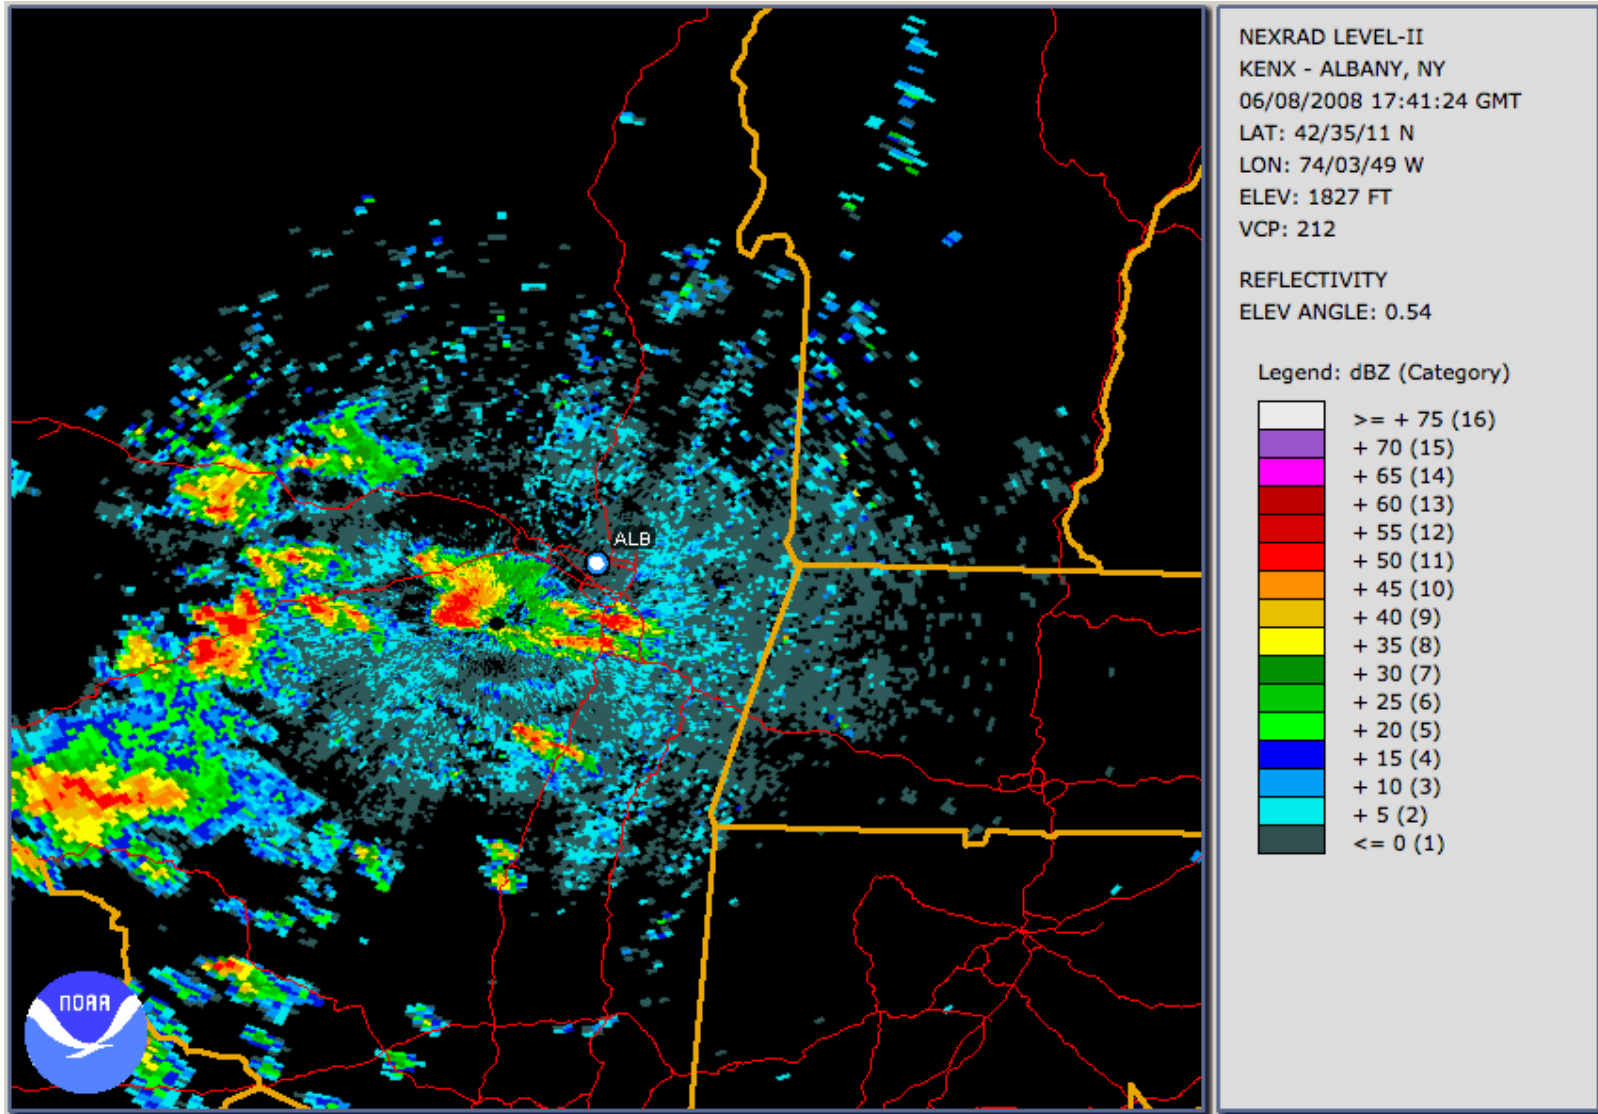 NEXRAD LEVEL-II
KENX - ALBANY, NY
06/08/2008 17:41:24 GMT
LAT: 42/35/11 N
LON: 74/03/49 W
ELEV: 1827 FT
VCP: 212
REFLECTIVITY
ELEV ANGLE: 0.54
Legend: dBZ (Category)
>= + 75 (16)
+ 70 (15)
+ 65 (14)
+ 60 (13)
+ 55 (12)
+ 50 (11)
+ 45 (10)
+ 40 (9)
+ 35 (8)
+ 30 (7)
+ 25 (6)
+ 20 (5)
+ 15 (4)
+ 10 (3)
+ 5 (2)
<= 0 (1)
ALB
NOAA